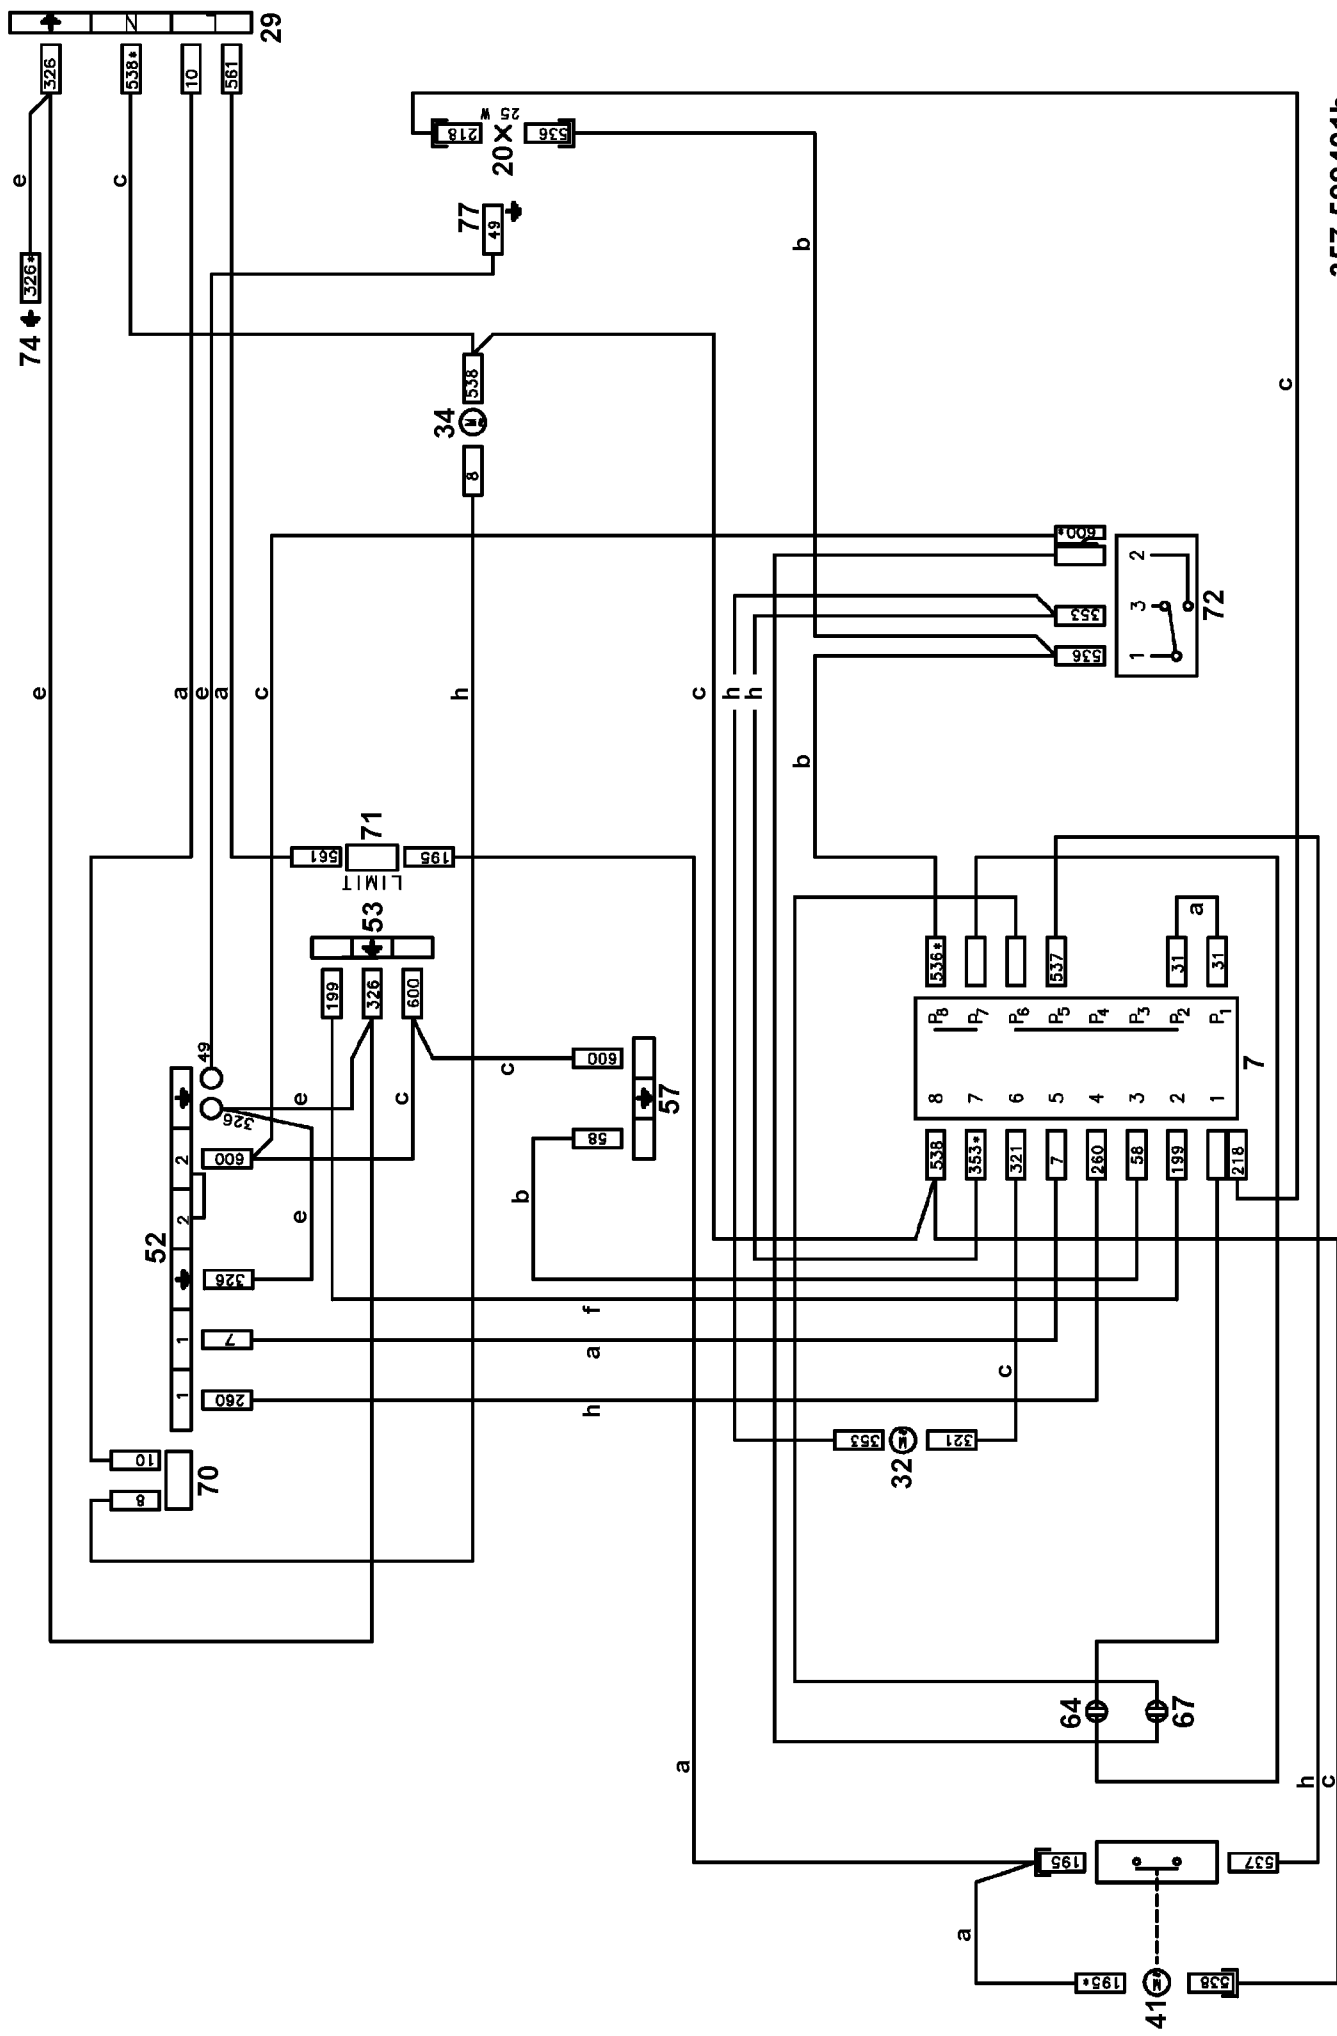 N
L
29
326
538*
10
561
e
c
326*
74
218
20
25 W
536
77
49
b
34
538
8
c
600*
353
536
2
3
1
72
e
a
e
a
c
h
c
h
h
b
71
561
195
LIMIT
53
199
326
600
49
326
e
c
c
600
58
57
b
52
2
2
1
1
600
326
7
260
e
536*
537
31
31
a
P8
P7
P6
P5
P4
P3
P2
P1
7
8
7
6
5
4
3
2
1
538
353*
321
7
260
58
199
218
f
a
h
c
10
8
70
353
321
32
64
67
a
h
c
195
537
a
195*
538
41